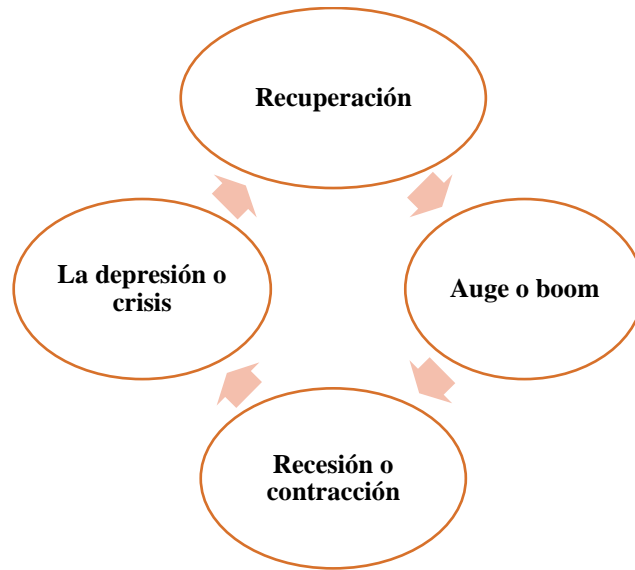 Recuperación
La depresión o
crisis
Auge o boom
Recesión o
contracción